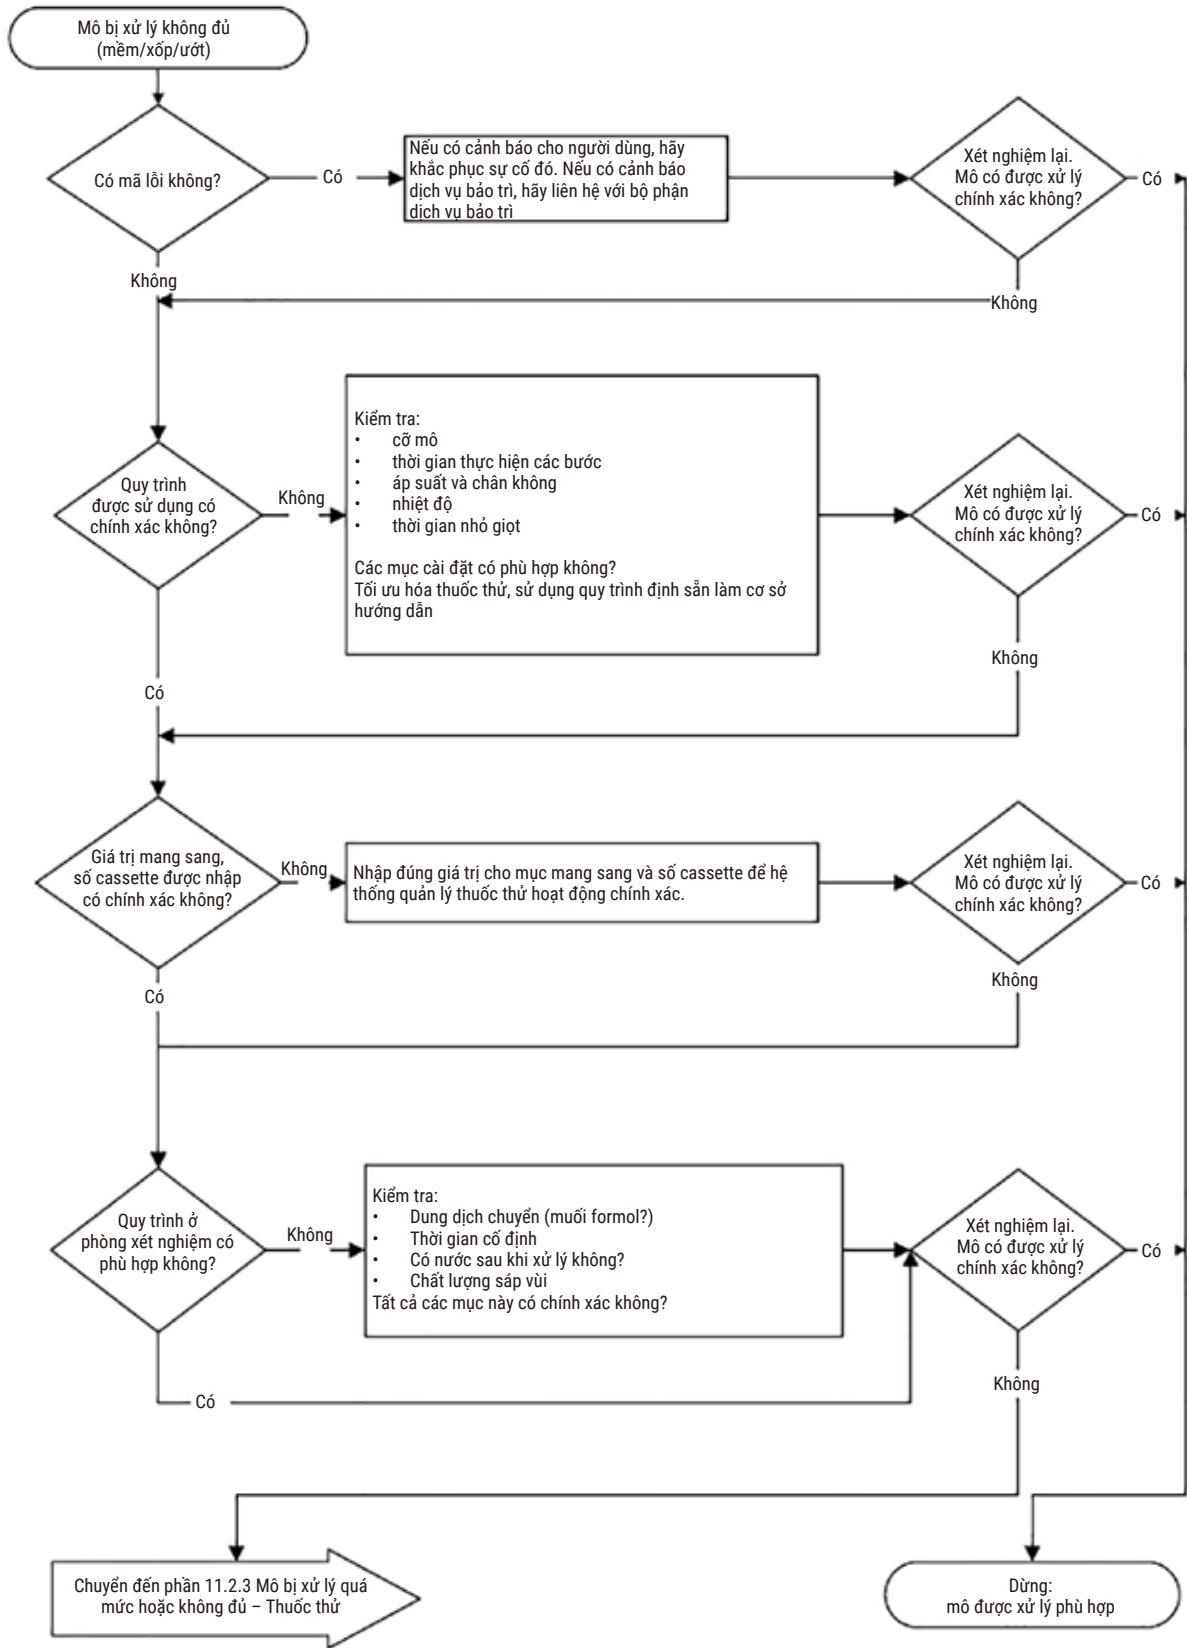 Mô bị xử lý không đủ
(mềm/xốp/ướt)
Có mã lỗi không?
Có
Nếu có cảnh báo cho người dùng, hãy
khắc phục sự cố đó. Nếu có cảnh báo
dịch vụ bảo trì, hãy liên hệ với bộ phận
dịch vụ bảo trì
Xét nghiệm lại.
Mô có được xử lý
chính xác không?
Có
Không
Không
Quy trình
được sử dụng có
chính xác không?
Không
Kiểm tra:
• cỡ mô
• thời gian thực hiện các bước
• áp suất và chân không
• nhiệt độ
• thời gian nhỏ giọt
Các mục cài đặt có phù hợp không?
Tối ưu hóa thuốc thử, sử dụng quy trình định sẵn làm cơ sở
hướng dẫn
Xét nghiệm lại.
Mô có được xử lý
chính xác không?
Có
Không
Có
Giá trị mang sang,
số cassette được nhập
có chính xác không?
Không
Nhập đúng giá trị cho mục mang sang và số cassette để hệ
thống quản lý thuốc thử hoạt động chính xác.
Xét nghiệm lại.
Mô có được xử lý
chính xác không?
Có
Không
Có
Quy trình ở
phòng xét nghiệm có
phù hợp không?
Không
Kiểm tra:
• Dung dịch chuyển (muối formol?)
• Thời gian cố định
• Có nước sau khi xử lý không?
• Chất lượng sáp vùi
Tất cả các mục này có chính xác không?
Xét nghiệm lại.
Mô có được xử lý
chính xác không?
Có
Không
Có
Chuyển đến phần 11.2.3 Mô bị xử lý quá
mức hoặc không đủ – Thuốc thử
Dừng:
mô được xử lý phù hợp